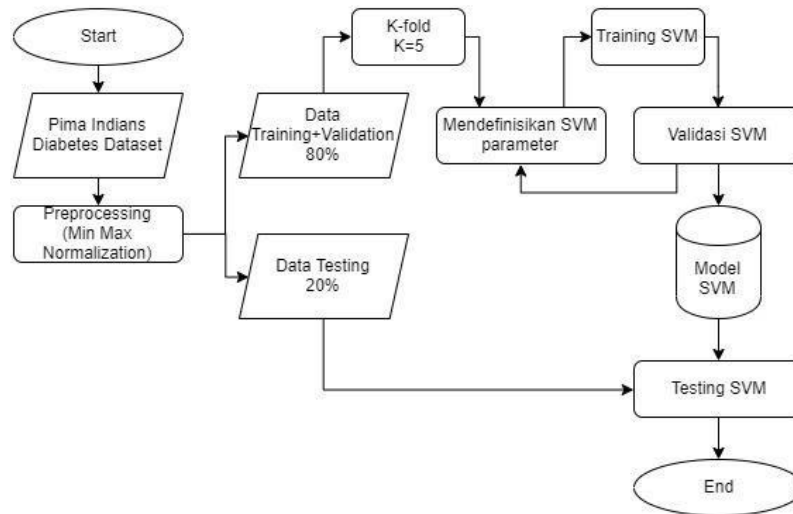 Start
Pima Indians
Diabetes Dataset
Preprocessing
(Min Max
Normalization)
Data
Training+Validation
80%
Data Testing
20%
K-fold
K=5
Mendefinisikan SVM
parameter
Training SVM
Validasi SVM
Model
SVM
Testing SVM
End